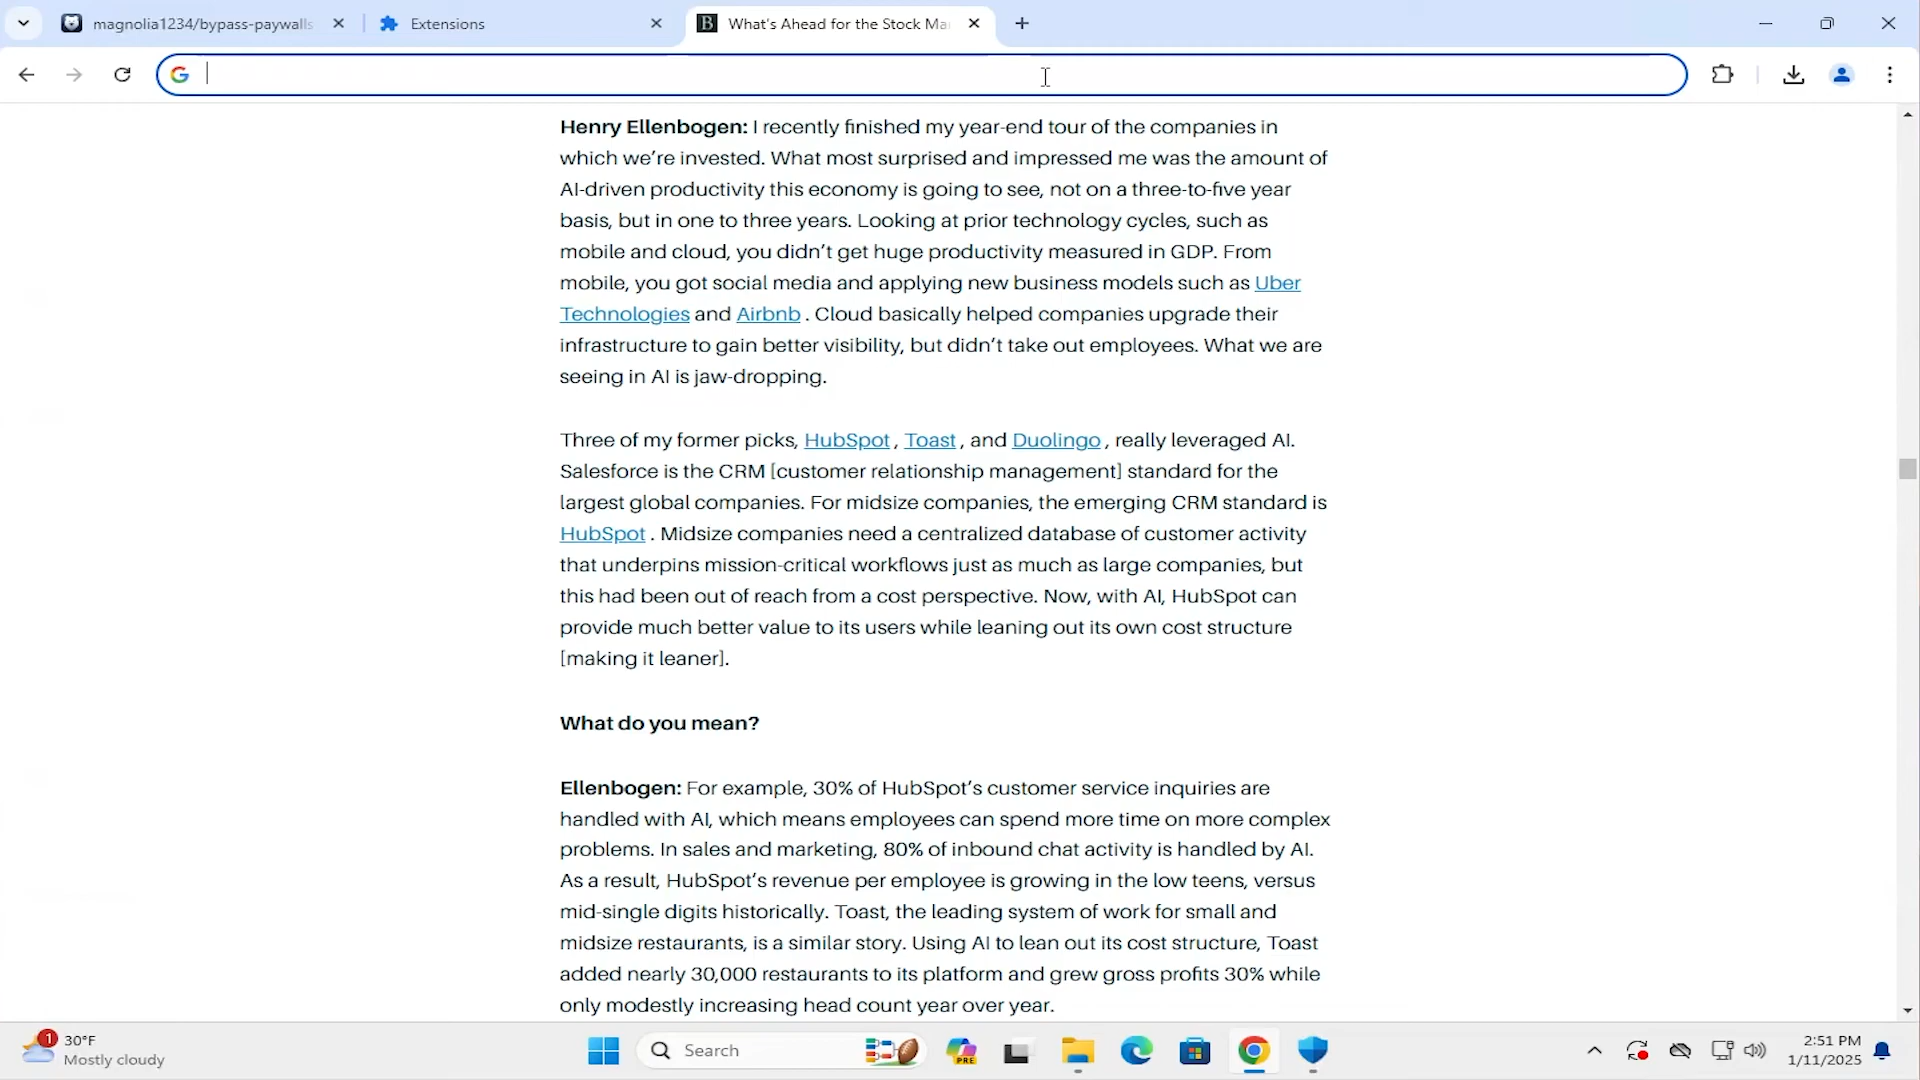 magnolia1234/bypass-paywalls
Extensions
What's Ahead for the Stock Ma
Henry Ellenbogen: I recently finished my year-end tour of the companies in
which we’re invested. What most surprised and impressed me was the amount of
AI-driven productivity this economy is going to see, not on a three-to-five year
basis, but in one to three years. Looking at prior technology cycles, such as
mobile and cloud, you didn’t get huge productivity measured in GDP. From
mobile, you got social media and applying new business models such as Uber
Technologies and Airbnb . Cloud basically helped companies upgrade their
infrastructure to gain better visibility, but didn’t take out employees. What we are
seeing in AI is jaw-dropping.
Three of my former picks, HubSpot , Toast , and Duolingo , really leveraged AI.
Salesforce is the CRM [customer relationship management] standard for the
largest global companies. For midsize companies, the emerging CRM standard is
HubSpot . Midsize companies need a centralized database of customer activity
that underpins mission-critical workflows just as much as large companies, but
this had been out of reach from a cost perspective. Now, with AI, HubSpot can
provide much better value to its users while leaning out its own cost structure
[making it leaner].
What do you mean?
Ellenbogen: For example, 30% of HubSpot’s customer service inquiries are
handled with AI, which means employees can spend more time on more complex
problems. In sales and marketing, 80% of inbound chat activity is handled by AI.
As a result, HubSpot’s revenue per employee is growing in the low teens, versus
mid-single digits historically. Toast, the leading system of work for small and
midsize restaurants, is a similar story. Using AI to lean out its cost structure, Toast
added nearly 30,000 restaurants to its platform and grew gross profits 30% while
only modestly increasing head count year over year.
1
30°F
Mostly cloudy
Search
PRE
2:51 PM
1/11/2025